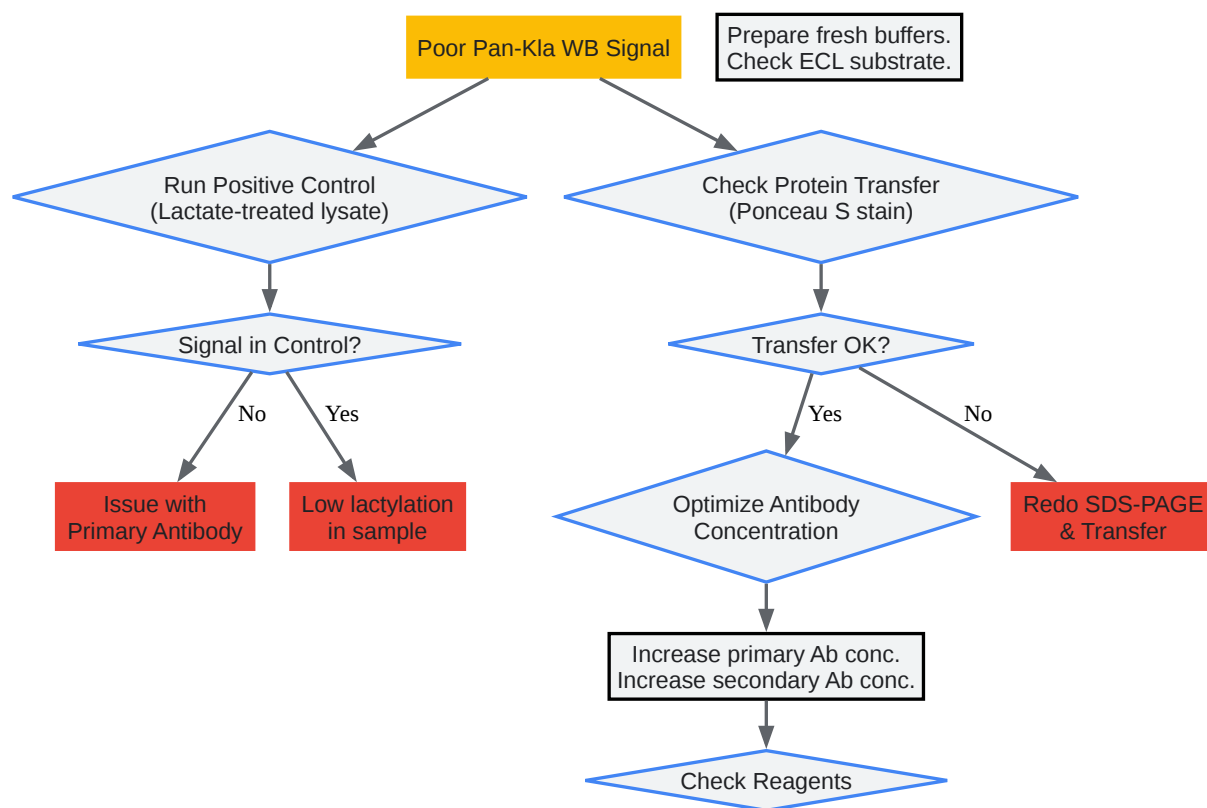 Poor Pan-Kla WB Signal
Prepare fresh buffers.
Check ECL substrate.
Run Positive Control
(Lactate-treated lysate)
Check Protein Transfer
(Ponceau S stain)
Signal in Control?
Transfer OK?
No
Yes
Yes
No
Issue with
Primary Antibody
Low lactylation
in sample
Optimize Antibody
Concentration
Redo SDS-PAGE
& Transfer
Increase primary Ab conc.
Increase secondary Ab conc.
Check Reagents